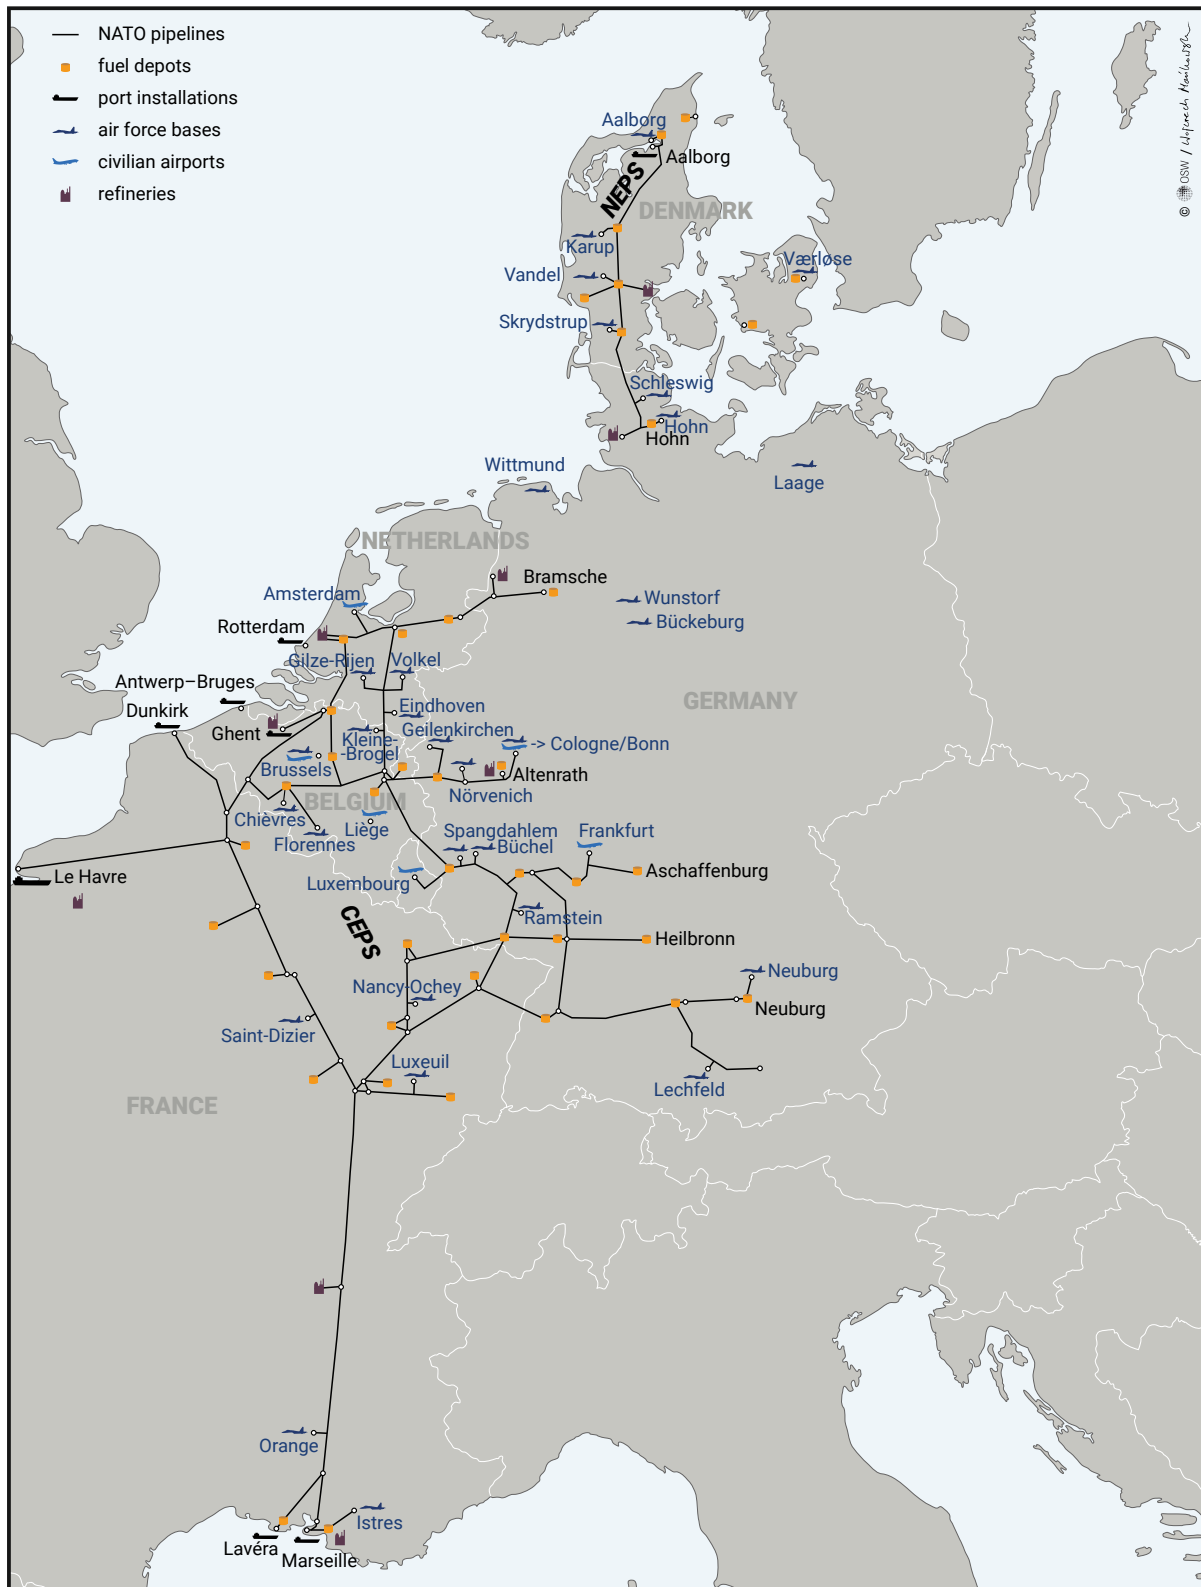 NATO pipelines
fuel depots
port installations
air force bases
civilian airports
refineries
© OSW / Wojciech Mańkowski
Aalborg
Aalborg
NEPS
DENMARK
Karup
Værløse
Vandel
Skrydstrup
Schleswig
Hohn
Hohn
Wittmund
Laage
NETHERLANDS
Bramsche
Amsterdam
Wunstorf
Bückeburg
Rotterdam
Gilze-Rijen
Volkel
Antwerp–Bruges
GERMANY
Dunkirk
Eindhoven
Ghent
Geilenkirchen
Kleine-
-Brogel
-> Cologne/Bonn
Brussels
Altenrath
Nörvenich
BELGIUM
Chièvres
Liège
Florennes
Spangdahlem
Frankfurt
Büchel
Le Havre
Luxembourg
Aschaffenburg
CEPS
Ramstein
Heilbronn
Nancy-Ochey
Neuburg
Neuburg
Saint-Dizier
Luxeuil
Lechfeld
FRANCE
Orange
Istres
Lavéra
Marseille